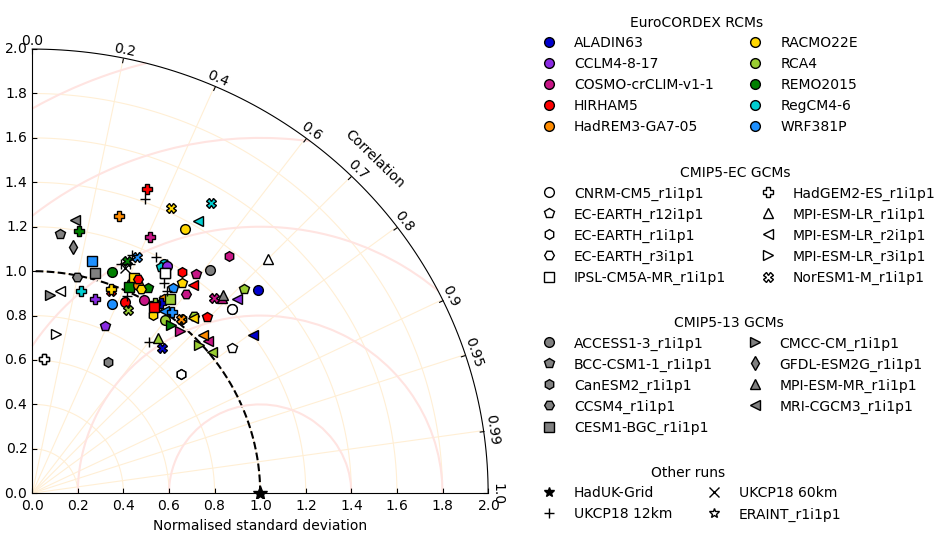 EuroCORDEX RCMs
ALADIN63
RACMO22E
CCLM4-8-17
RCA4
COSMO-crCLIM-v1-1
REMO2015
HIRHAM5
RegCM4-6
HadREM3-GA7-05
WRF381P
CMIP5-EC GCMs
CNRM-CM5_r1i1p1
HadGEM2-ES_r1i1p1
EC-EARTH_r12i1p1
MPI-ESM-LR_r1i1p1
EC-EARTH_r1i1p1
MPI-ESM-LR_r2i1p1
EC-EARTH_r3i1p1
MPI-ESM-LR_r3i1p1
IPSL-CM5A-MR_r1i1p1
NorESM1-M_r1i1p1
CMIP5-13 GCMs
ACCESS1-3_r1i1p1
CMCC-CM_r1i1p1
BCC-CSM1-1_r1i1p1
GFDL-ESM2G_r1i1p1
CanESM2_r1i1p1
MPI-ESM-MR_r1i1p1
CCSM4_r1i1p1
MRI-CGCM3_r1i1p1
CESM1-BGC_r1i1p1
Other runs
HadUK-Grid
UKCP18 60km
UKCP18 12km
ERAINT_r1i1p1
0.0
0.2
0.4
0.6
0.7
0.8
0.9
0.95
0.99
1.0
Correlation
2.0
1.8
1.6
1.4
1.2
1.0
0.8
0.6
0.4
0.2
0.0
0.0 0.2 0.4 0.6 0.8 1.0 1.2 1.4 1.6 1.8 2.0
Normalised standard deviation